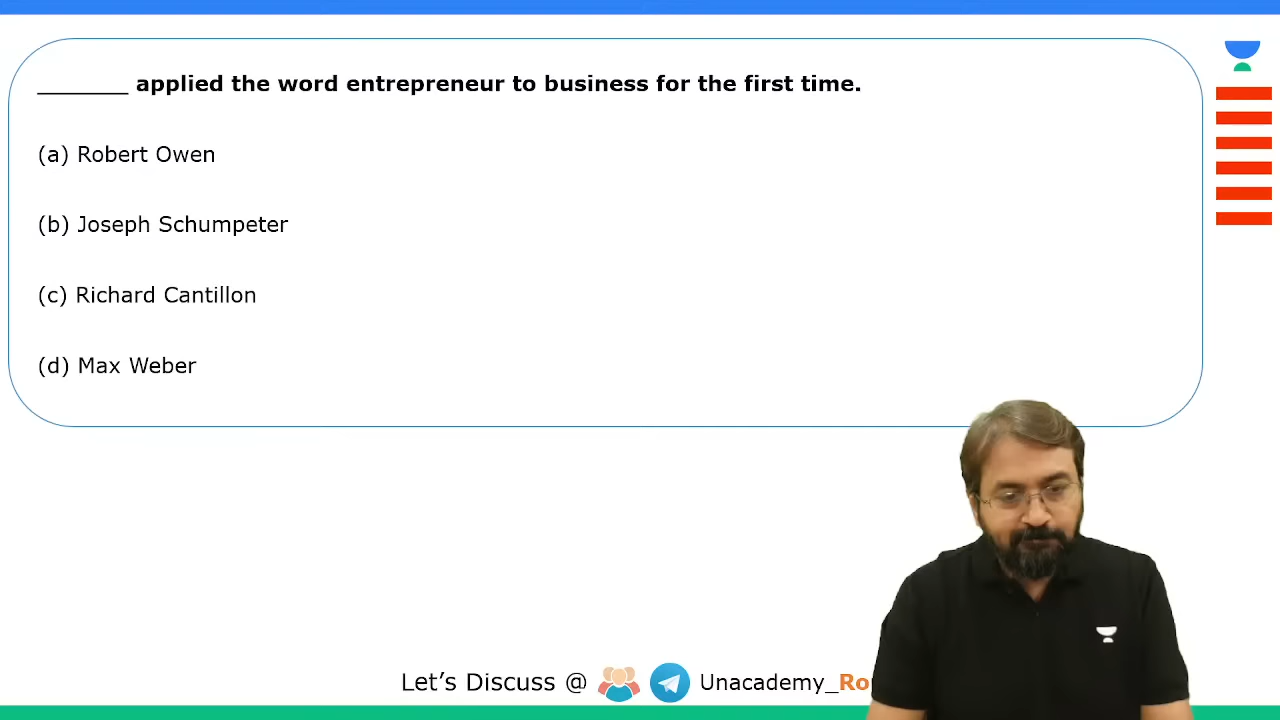 _______ applied the word entrepreneur to business for the first time.
(a) Robert Owen
(b) Joseph Schumpeter
(c) Richard Cantillon
(d) Max Weber
Let’s Discuss @ Unacademy_Ro